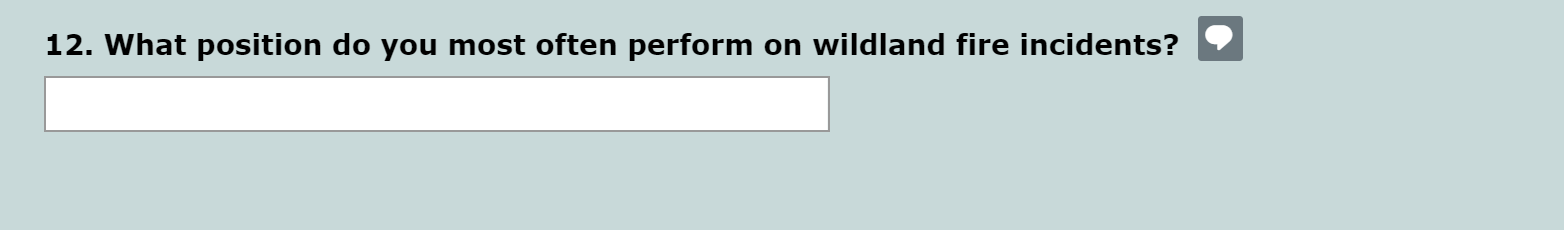 12. What position do you most often perform on wildland fire incidents?